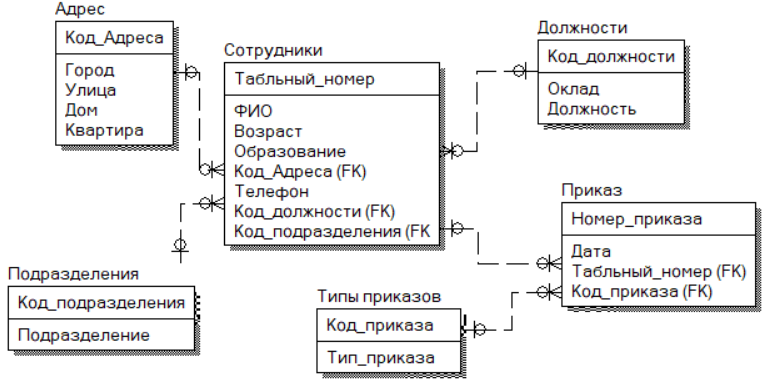 Адрес
Код_Адреса
Город
Улица
Дом
Квартира
Сотрудники
Табльный_номер
ФИО
Возраст
Образование
Код_Адреса (FK)
Телефон
Код_должности (FK)
Код_подразделения (FK
Должности
Код_должности
Оклад
Должность
Приказ
Номер_приказа
Дата
Табльный_номер (FK)
Код_приказа (FK)
Подразделения
Код_подразделения
Подразделение
Типы приказов
Код_приказа
Тип_приказа